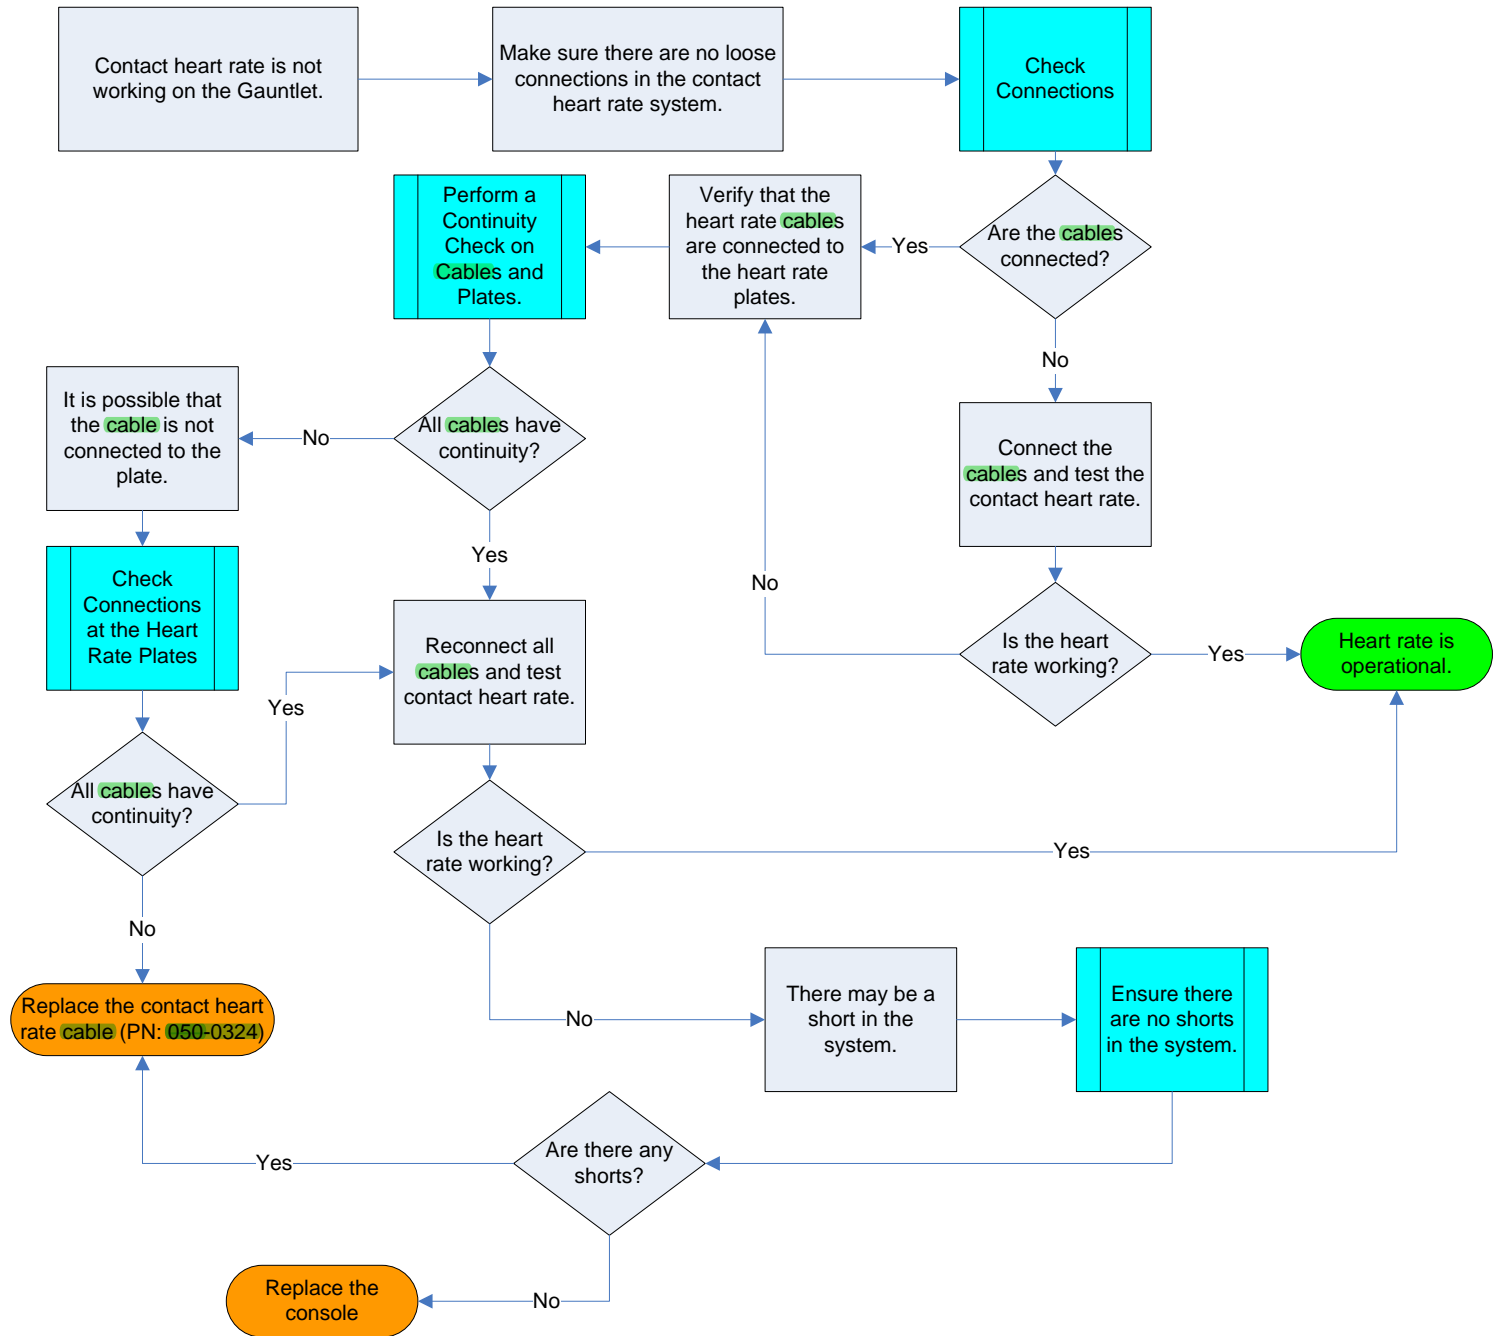 Contact heart rate is not
working on the Gauntlet.
Make sure there are no loose
connections in the contact
heart rate system.
Check
Connections
Are the cables
connected?
Yes
No
Verify that the
heart rate cables
are connected to
the heart rate
plates.
Perform a
Continuity
Check on
Cables and
Plates.
Connect the
cables and test the
contact heart rate.
Is the heart
rate working?
No
Yes
Heart rate is
operational.
All cables have
continuity?
No
Yes
It is possible that
the cable is not
connected to the
plate.
Check
Connections
at the Heart
Rate Plates
All cables have
continuity?
Yes
No
Reconnect all
cables and test
contact heart rate.
Is the heart
rate working?
Yes
No
Replace the contact heart
rate cable (PN: 050-0324)
There may be a
short in the
system.
Ensure there
are no shorts
in the system.
Are there any
shorts?
Yes
No
Replace the
console